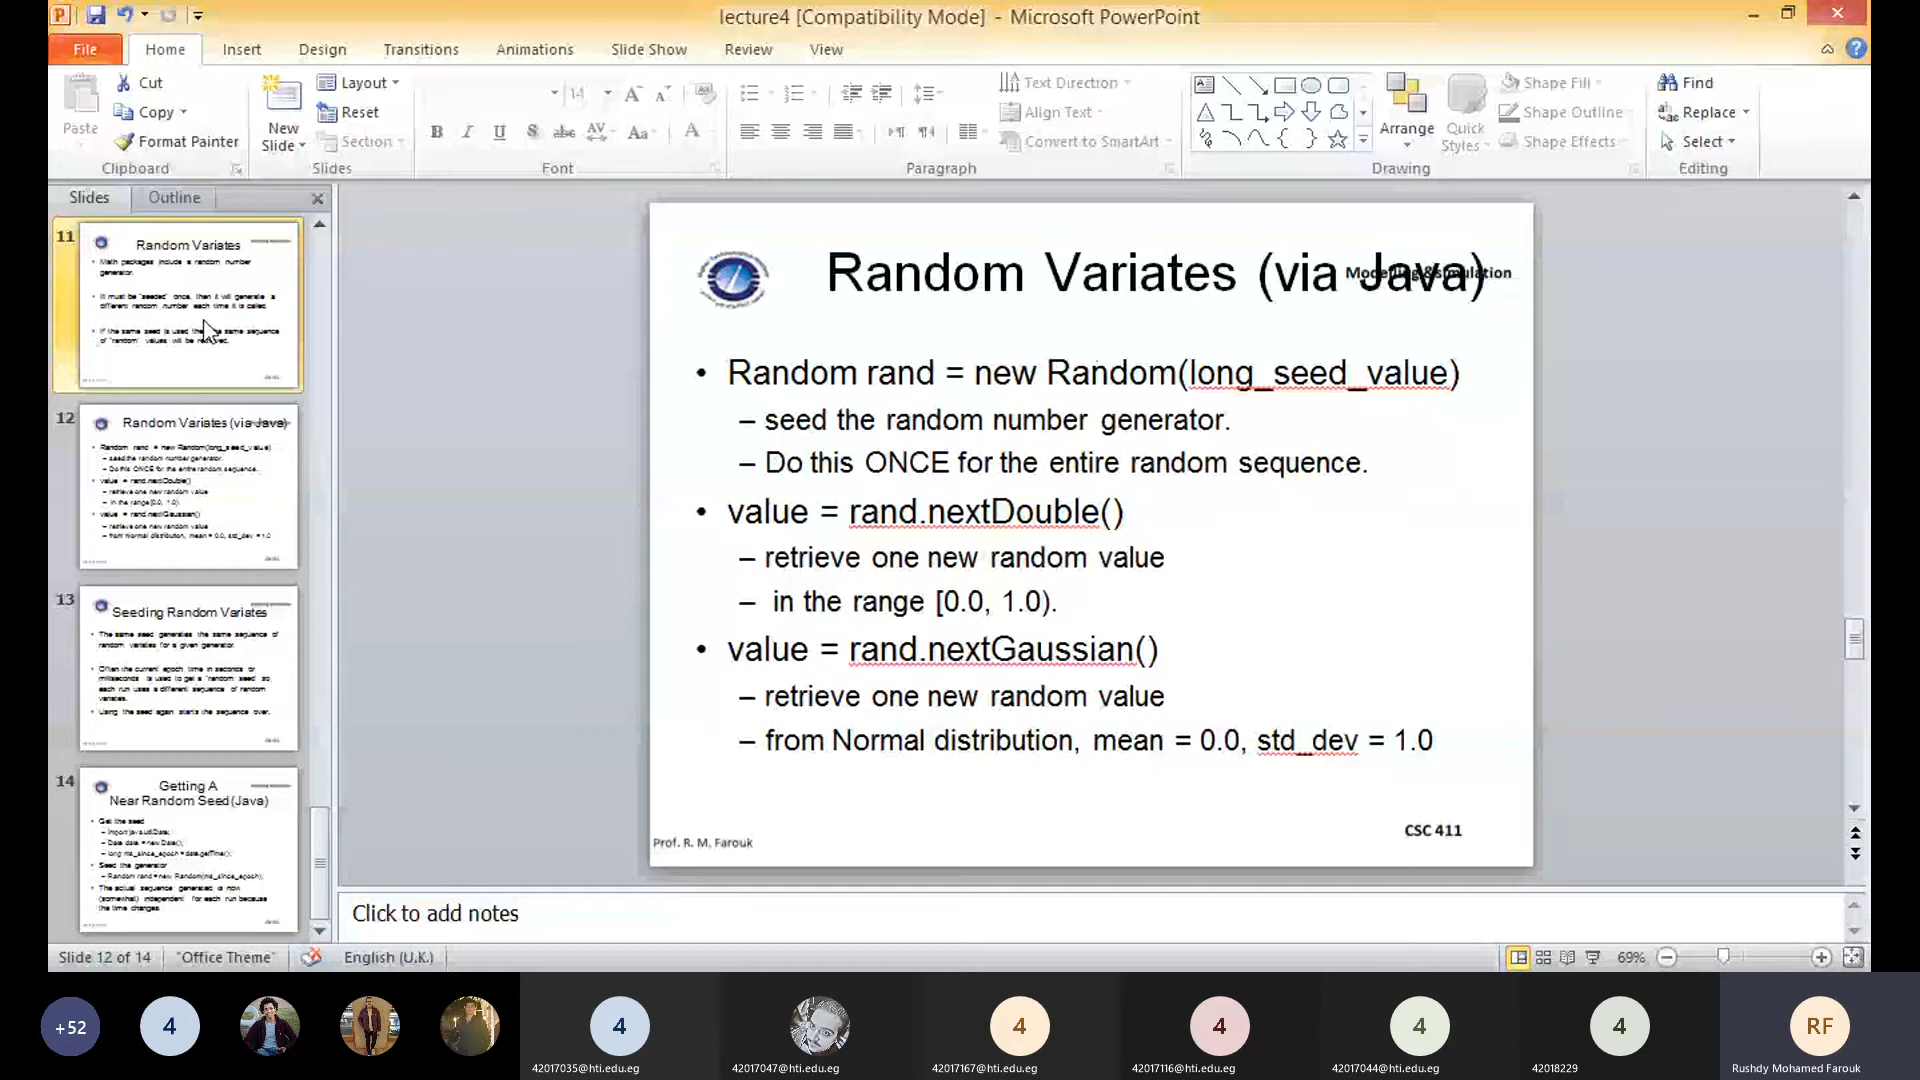 lecture4 [Compatibility Mode] - Microsoft PowerPoint
File Home Insert Design Transitions Animations Slide Show Review View
Paste
Cut
Copy
Format Painter
Clipboard
New Slide
Layout
Reset
Section
Slides
14
Font
Paragraph
Text Direction
Align Text
Convert to SmartArt
Arrange
Quick Styles
Shape Fill
Shape Outline
Shape Effects
Drawing
Find
Replace
Select
Editing
Slides Outline
11
Random Variates
Math packages include a random number
generator.
It must be "seeded" once, then it will generate a
different random number each time it is called.
If the same seed is used the same sequence
of "random" values will be
12
Random Variates (via Java)
Random rand = new Random(long_seed_value)
– seed the random number generator.
– Do this ONCE for the entire random sequence.
value = rand.nextDouble()
– retrieve one new random value
– in the range [0.0, 1.0).
value = rand.nextGaussian()
– retrieve one new random value
– from Normal distribution, mean = 0.0, std_dev = 1.0
13
Seeding Random Variates
The same seed generates the same sequence of
random variates for a given generator.
Often the current epoch time in seconds or
milliseconds is used to get a "random seed" so
each run uses a different sequence of random
variates.
Using the seed again starts the sequence over.
14
Getting A
Near Random Seed (Java)
Get the seed
– import java.util.Date;
– Date date = new Date();
– long ms_since_epoch = date.getTime();
Seed the generator
– Random rand = new Random(ms_since_epoch);
The actual sequence generated is now
(somewhat) independent for each run because
the time changes.
Random Variates (via Java)
Modelling &simulation
• Random rand = new Random(long_seed_value)
– seed the random number generator.
– Do this ONCE for the entire random sequence.
• value = rand.nextDouble()
– retrieve one new random value
– in the range [0.0, 1.0).
• value = rand.nextGaussian()
– retrieve one new random value
– from Normal distribution, mean = 0.0, std_dev = 1.0
Prof. R. M. Farouk
CSC 411
Click to add notes
Slide 12 of 14 "Office Theme" English (U.K.) 69%
+52 4 4 4 4 4 4 RF
42017035@hti.edu.eg 42017047@hti.edu.eg 42017167@hti.edu.eg 42017116@hti.edu.eg 42017044@hti.edu.eg 42018229 Rushdy Mohamed Farouk